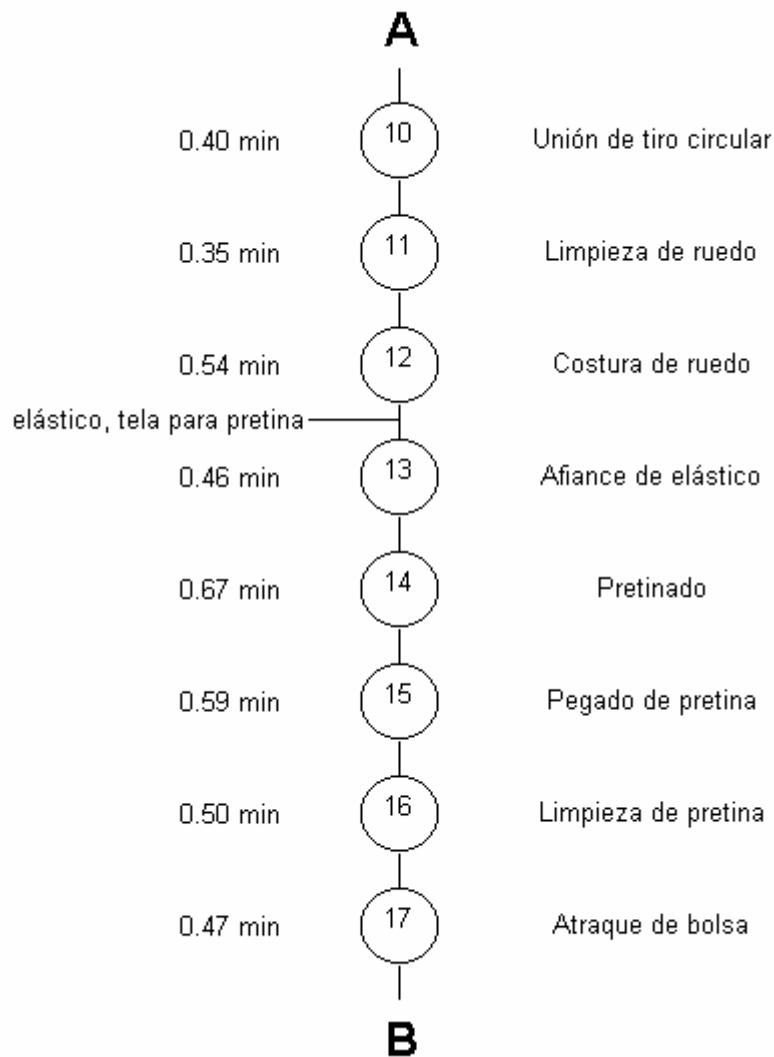 A
0.40 min 10 Unión de tiro circular
0.35 min 11 Limpieza de ruedo
0.54 min 12 Costura de ruedo
elástico, tela para pretina
0.46 min 13 Afiance de elástico
0.67 min 14 Pretinado
0.59 min 15 Pegado de pretina
0.50 min 16 Limpieza de pretina
0.47 min 17 Atraque de bolsa
B